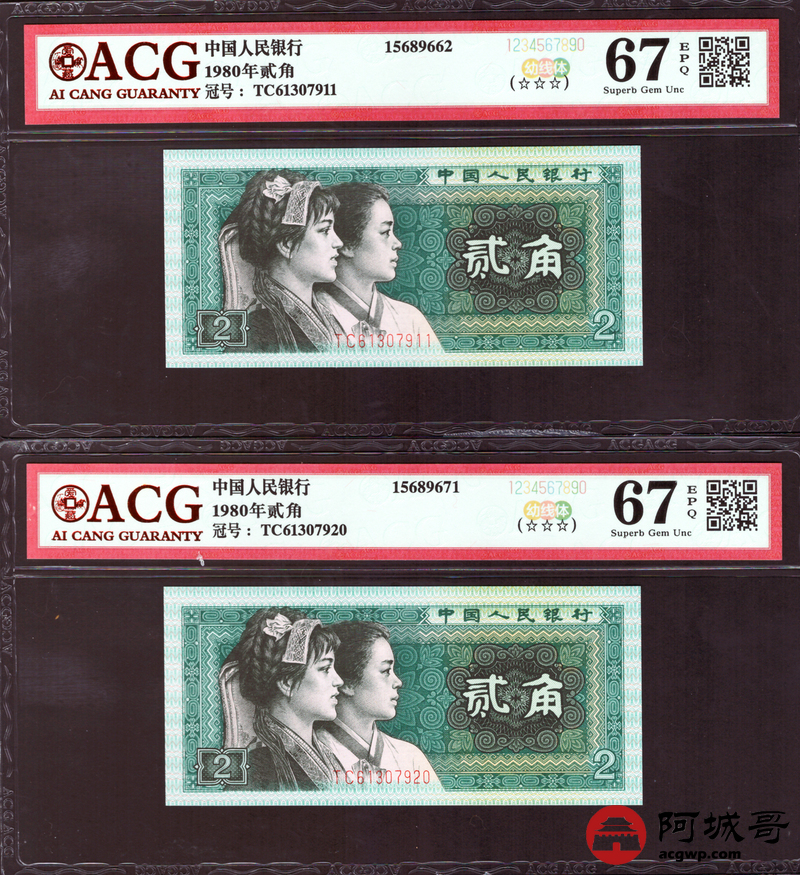 ACG
AI CANG GUARANTY
中国人民银行
1980年贰角
冠号： TC61307911
15689662
1234567890
幼线体
(☆☆☆)
67
EPQ
Superb Gem Unc
中国人民银行
贰角
2
TC61307911
2
ACG
AI CANG GUARANTY
中国人民银行
1980年贰角
冠号： TC61307920
15689671
1234567890
幼线体
(☆☆☆)
67
EPQ
Superb Gem Unc
中国人民银行
贰角
2
TC61307920
2
阿城哥
acgwp.com